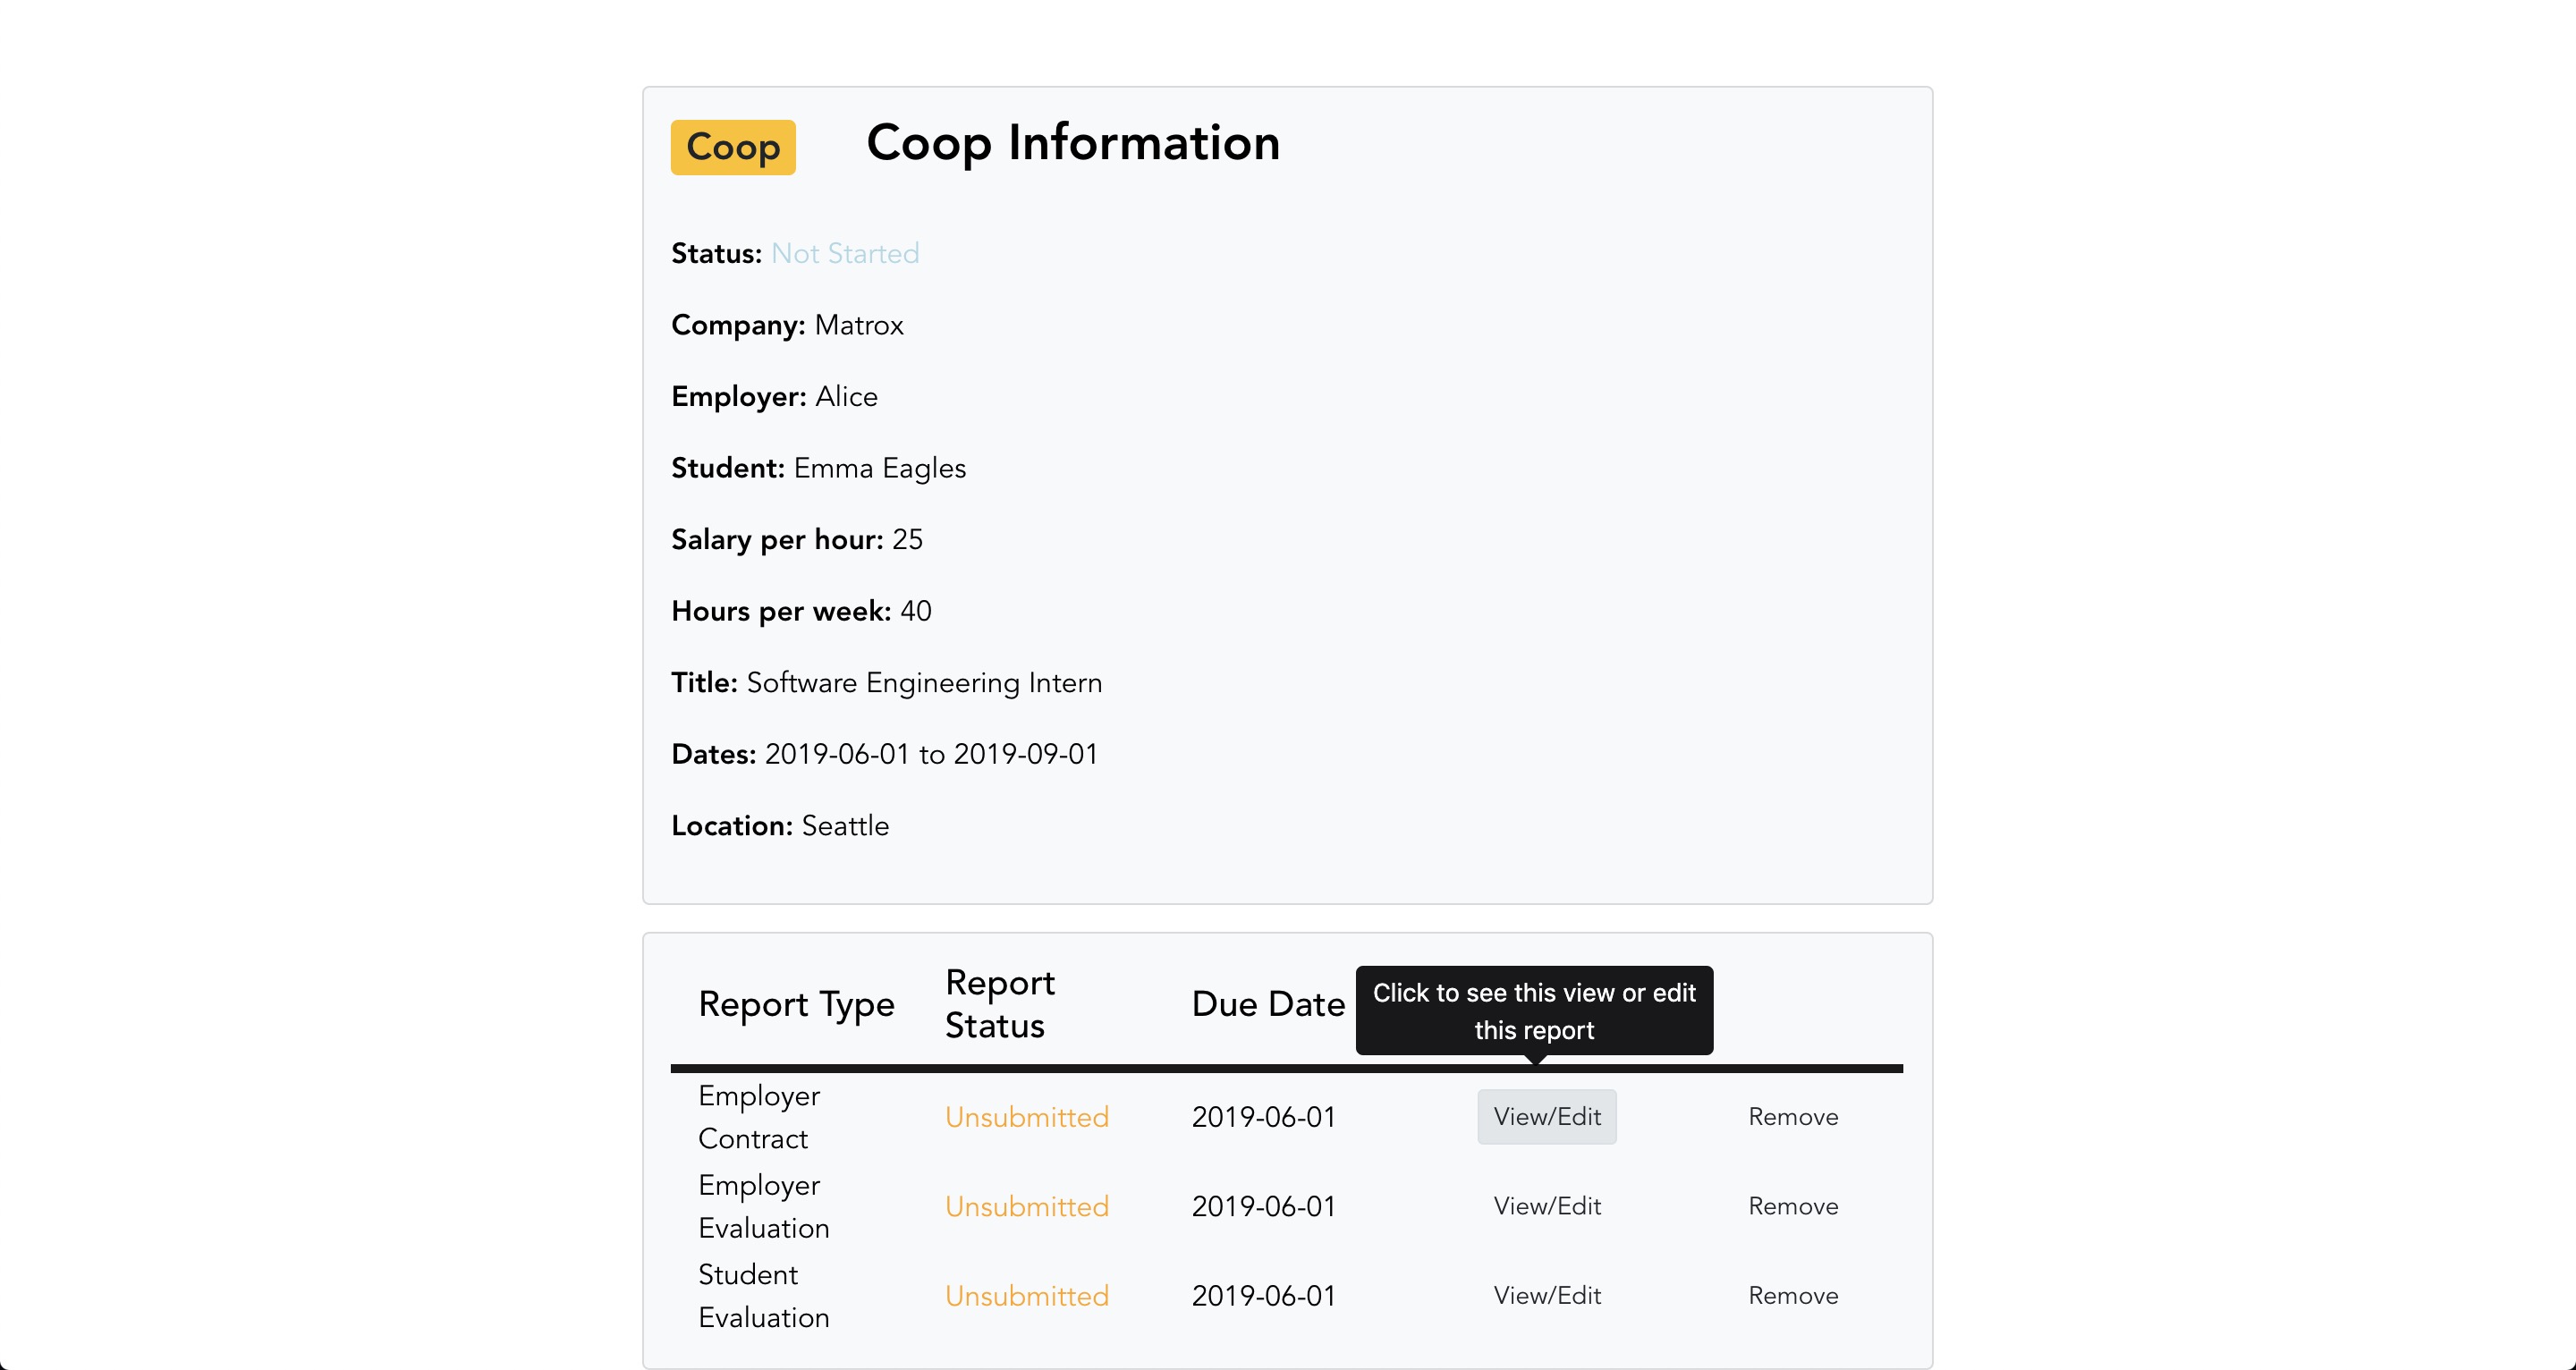 Coop Coop Information
Status: Not Started
Company: Matrox
Employer: Alice
Student: Emma Eagles
Salary per hour: 25
Hours per week: 40
Title: Software Engineering Intern
Dates: 2019-06-01 to 2019-09-01
Location: Seattle
Report Type
Report
Status
Due Date
Click to see this view or edit
this report
Employer
Contract
Unsubmitted 2019-06-01 View/Edit Remove
Employer
Evaluation
Unsubmitted 2019-06-01 View/Edit Remove
Student
Evaluation
Unsubmitted 2019-06-01 View/Edit Remove